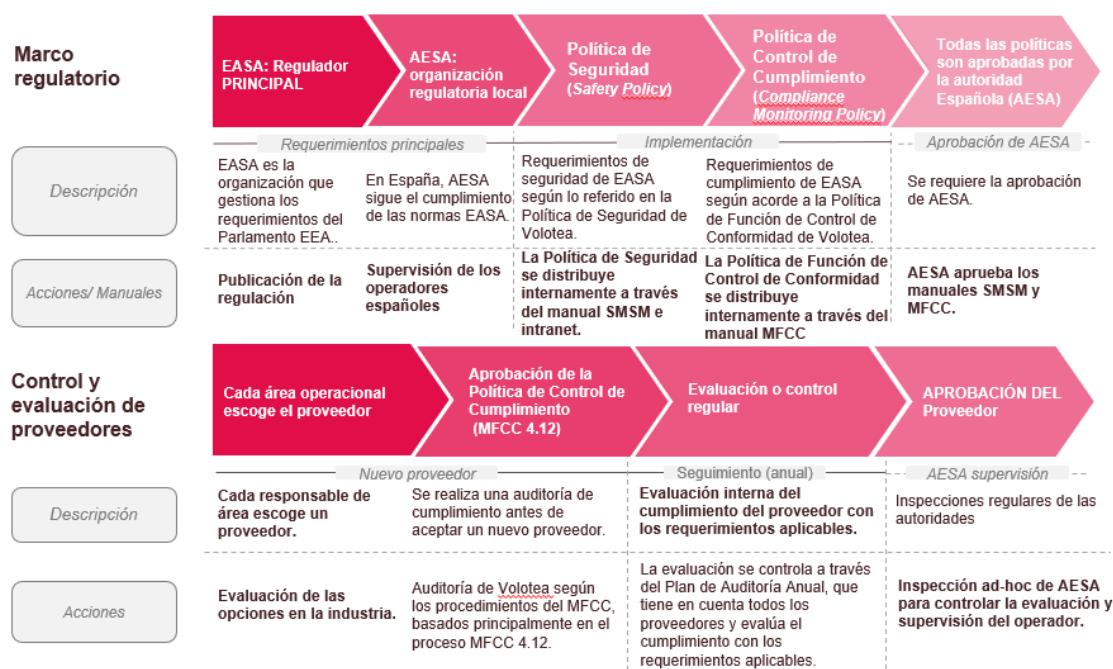 Marco
regulatorio
EASA: Regulador
PRINCIPAL
AESA:
organización
regulatoria local
Política de
Seguridad
(Safety Policy)
Política de
Control de
Cumplimiento
(Compliance
Monitoring Policy)
Todas las políticas
son aprobadas por
la autoridad
Española (AESA)
Requerimientos principales
Implementación
Aprobación de AESA
Descripción
EASA es la
organización que
gestiona los
requerimientos del
Parlamento EEA..
En España, AESA
sigue el cumplimiento
de las normas EASA.
Requerimientos de
seguridad de EASA
según lo referido en la
Política de Seguridad de
Volotea.
Requerimientos de
cumplimiento de EASA
según acorde a la Política
de Función de Control de
Conformidad de Volotea.
Se requiere la aprobación
de AESA.
Acciones/ Manuales
Publicación de la
regulación
Supervisión de los
operadores
españoles
La Política de Seguridad
se distribuye
internamente a través
del manual SMSM e
intranet.
La Política de Función de
Control de Conformidad
se distribuye
internamente a través del
manual MFCC
AESA aprueba los
manuales SMSM y
MFCC.
Control y
evaluación de
proveedores
Cada área operacional
escoge el proveedor
Aprobación de la
Política de Control de
Cumplimiento
(MFCC 4.12)
Evaluación o control
regular
APROBACIÓN DEL
Proveedor
Nuevo proveedor
Seguimiento (anual)
AESA supervisión
Descripción
Cada responsable de
área escoge un
proveedor.
Se realiza una auditoría de
cumplimiento antes de
aceptar un nuevo proveedor.
Evaluación interna del
cumplimiento del proveedor con
los requerimientos aplicables.
Inspecciones regulares de las
autoridades
Acciones
Evaluación de las
opciones en la industria.
Auditoría de Volotea según
los procedimientos del MFCC,
basados principalmente en el
proceso MFCC 4.12.
La evaluación se controla a través
del Plan de Auditoría Anual, que
tiene en cuenta todos los
proveedores y evalúa el
cumplimiento con los
requerimientos aplicables.
Inspección ad-hoc de AESA
para controlar la evaluación y
supervisión del operador.